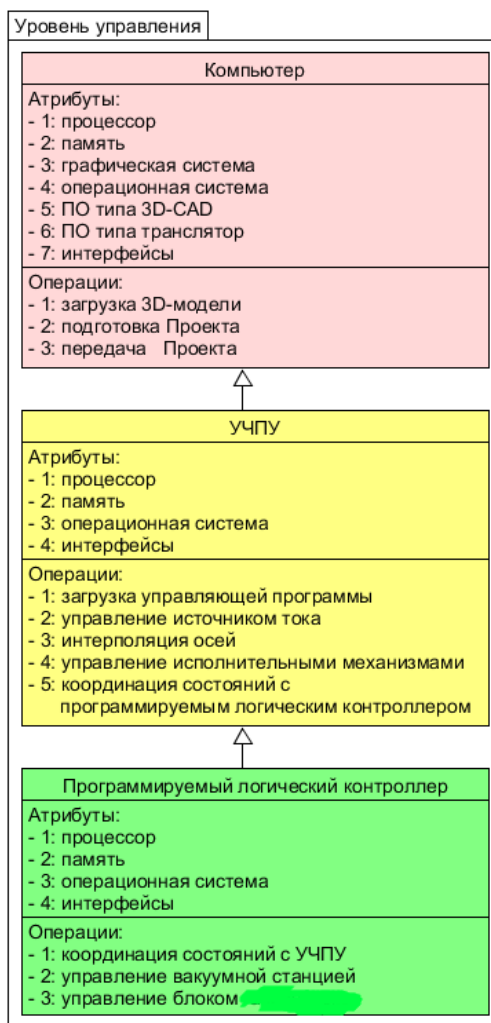 Уровень управления
Компьютер
Атрибуты:
- 1: процессор
- 2: память
- 3: графическая система
- 4: операционная система
- 5: ПО типа 3D-CAD
- 6: ПО типа транслятор
- 7: интерфейсы
Операции:
- 1: загрузка 3D-модели
- 2: подготовка Проекта
- 3: передача Проекта
УЧПУ
Атрибуты:
- 1: процессор
- 2: память
- 3: операционная система
- 4: интерфейсы
Операции:
- 1: загрузка управляющей программы
- 2: управление источником тока
- 3: интерполяция осей
- 4: управление исполнительными механизмами
- 5: координация состояний с
программируемым логическим контроллером
Программируемый логический контроллер
Атрибуты:
- 1: процессор
- 2: память
- 3: операционная система
- 4: интерфейсы
Операции:
- 1: координация состояний с УЧПУ
- 2: управление вакуумной станцией
- 3: управление блоком